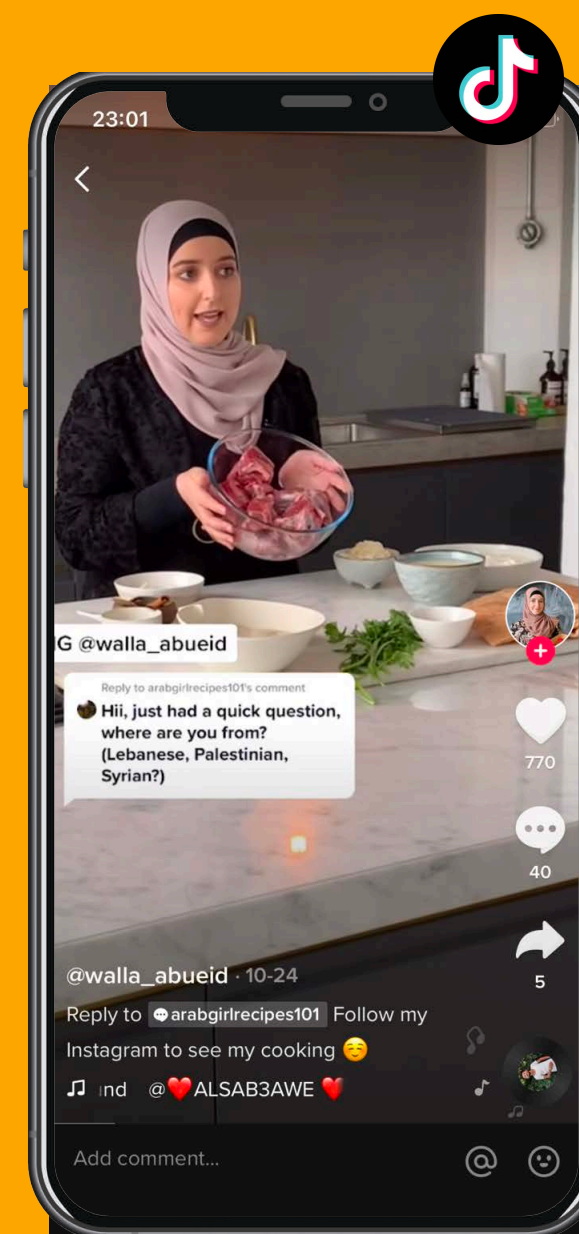 23:01
G @walla_abueid
Reply to arabgirlrecipes101's comment
Hii, just had a quick question,
where are you from?
(Lebanese, Palestinian,
Syrian?)
770
40
@walla_abueid · 10-24
5
Reply to arabgirlrecipes101 Follow my
Instagram to see my cooking ☺️
nd @❤️ALSAB3AWE ❤️
Add comment...